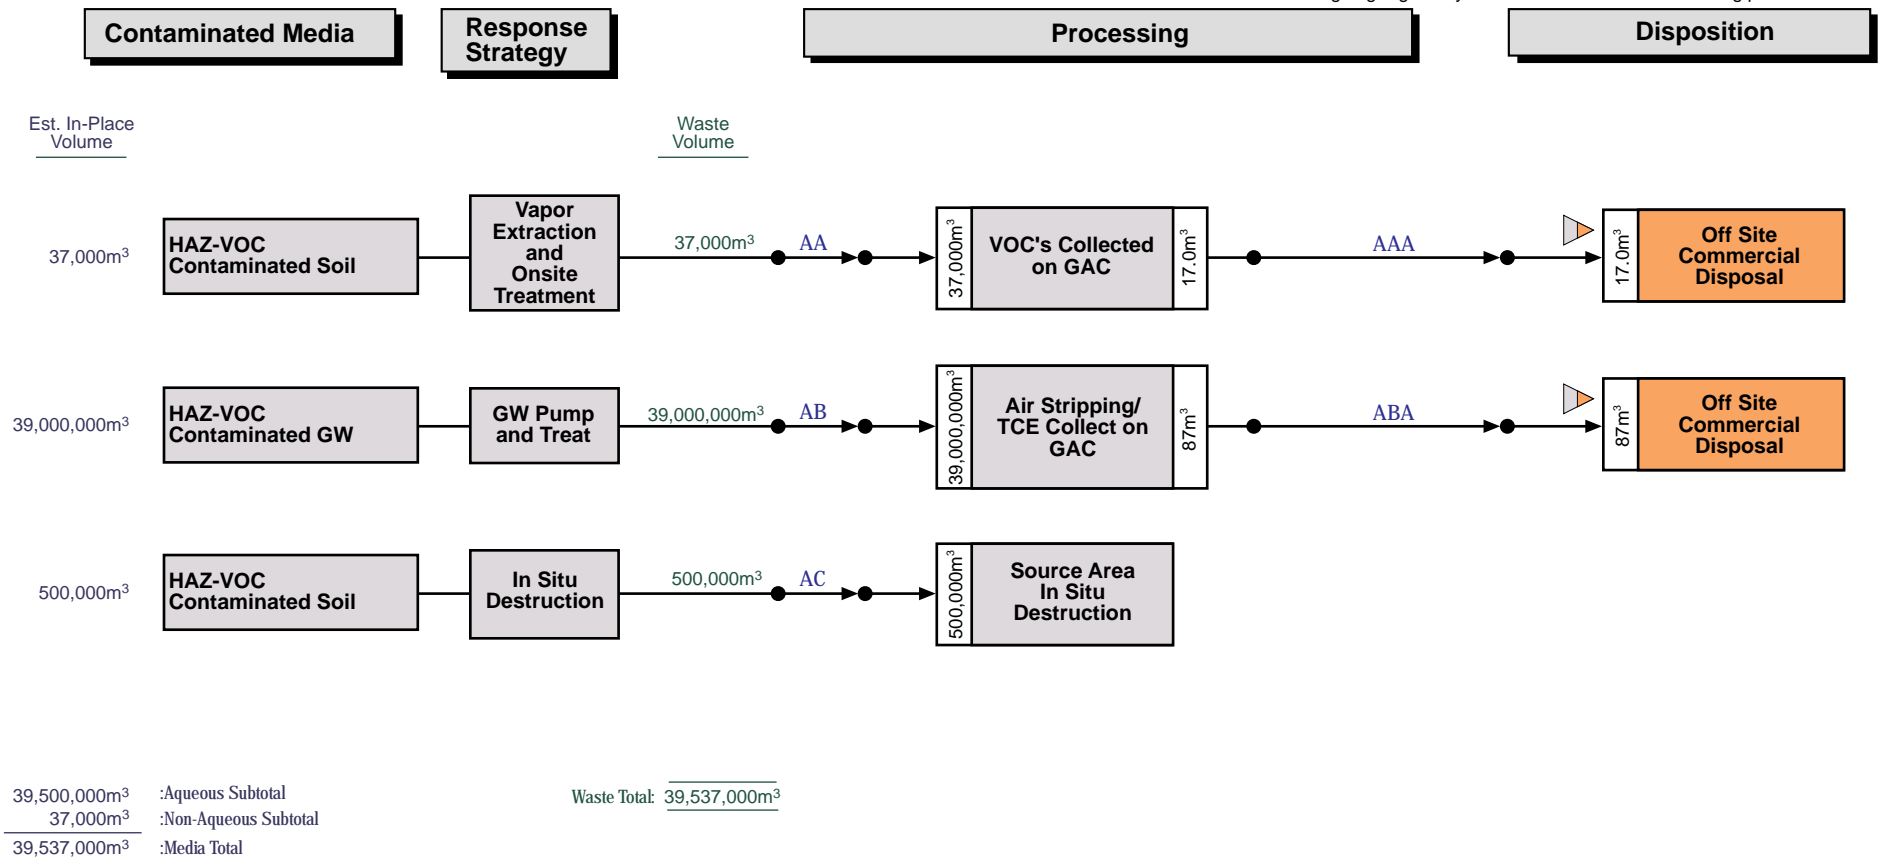 Contaminated Media
Response
Strategy
Processing
Disposition
Est. In-Place
Volume
Waste
Volume
37,000m³
HAZ-VOC
Contaminated Soil
Vapor
Extraction
and
Onsite
Treatment
37,000m³
AA
37,000m³
VOC's Collected
on GAC
17.0m³
AAA
17.0m³
Off Site
Commercial
Disposal
39,000,000m³
HAZ-VOC
Contaminated GW
GW Pump
and Treat
39,000,000m³
AB
39,000,000m³
Air Stripping/
TCE Collect on
GAC
87m³
ABA
87m³
Off Site
Commercial
Disposal
500,000m³
HAZ-VOC
Contaminated Soil
In Situ
Destruction
500,000m³
AC
500,000m³
Source Area
In Situ
Destruction
39,500,000m³ :Aqueous Subtotal
37,000m³ :Non-Aqueous Subtotal
39,537,000m³ :Media Total
Waste Total: 39,537,000m³